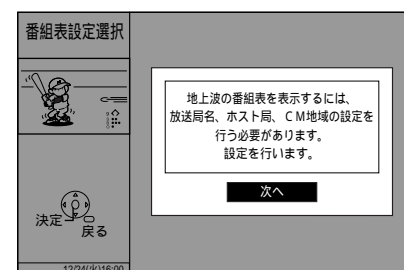 番組表設定選択
地上波の番組表を表示するには、
放送局名、ホスト局、ＣＭ地域の設定を
行う必要があります。
設定を行います。
次へ
決定
戻る
12/24(火)16:00